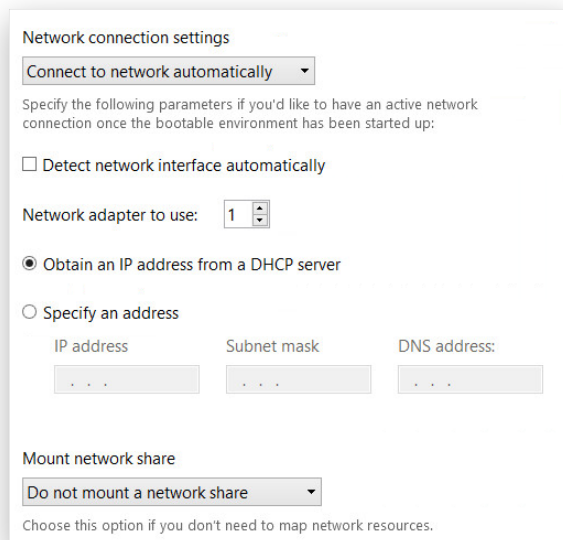 Network connection settings
Connect to network automatically
Specify the following parameters if you'd like to have an active network
connection once the bootable environment has been started up:
Detect network interface automatically
Network adapter to use: 1
Obtain an IP address from a DHCP server
Specify an address
IP address Subnet mask DNS address:
. . . . . . . . .
Mount network share
Do not mount a network share
Choose this option if you don't need to map network resources.